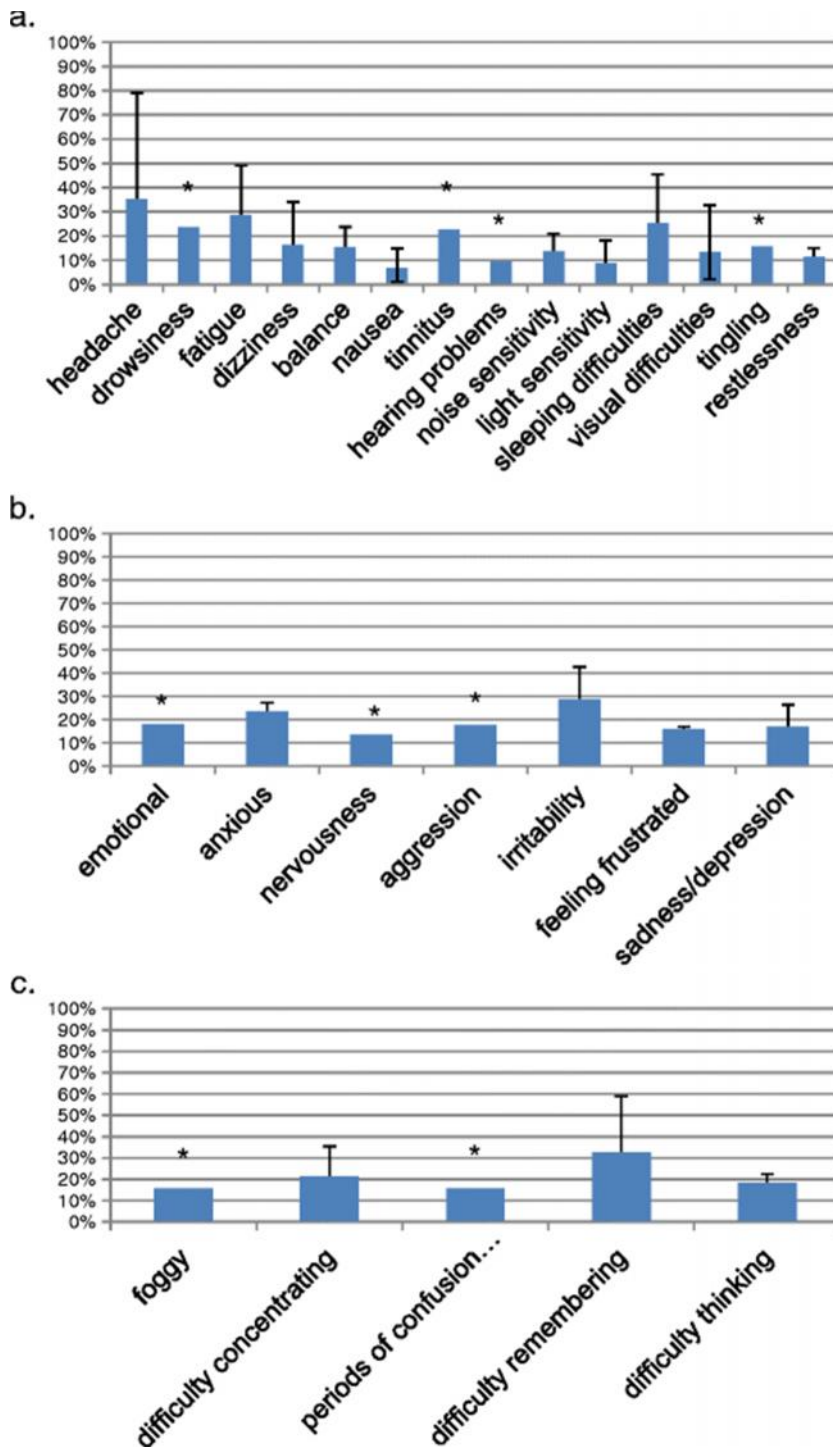 a.
100%
90%
80%
70%
60%
50%
40%
30%
20%
10%
0%
* * * *
headache
drowsiness
fatigue
dizziness
balance
nausea
tinnitus
hearing problems
noise sensitivity
light sensitivity
sleeping difficulties
visual difficulties
tingling
restlessness
b.
100%
90%
80%
70%
60%
50%
40%
30%
20%
10%
0%
* * *
emotional
anxious
nervousness
aggression
irritability
feeling frustrated
sadness/depression
c.
100%
90%
80%
70%
60%
50%
40%
30%
20%
10%
0%
* *
foggy
difficulty concentrating
periods of confusion...
difficulty remembering
difficulty thinking